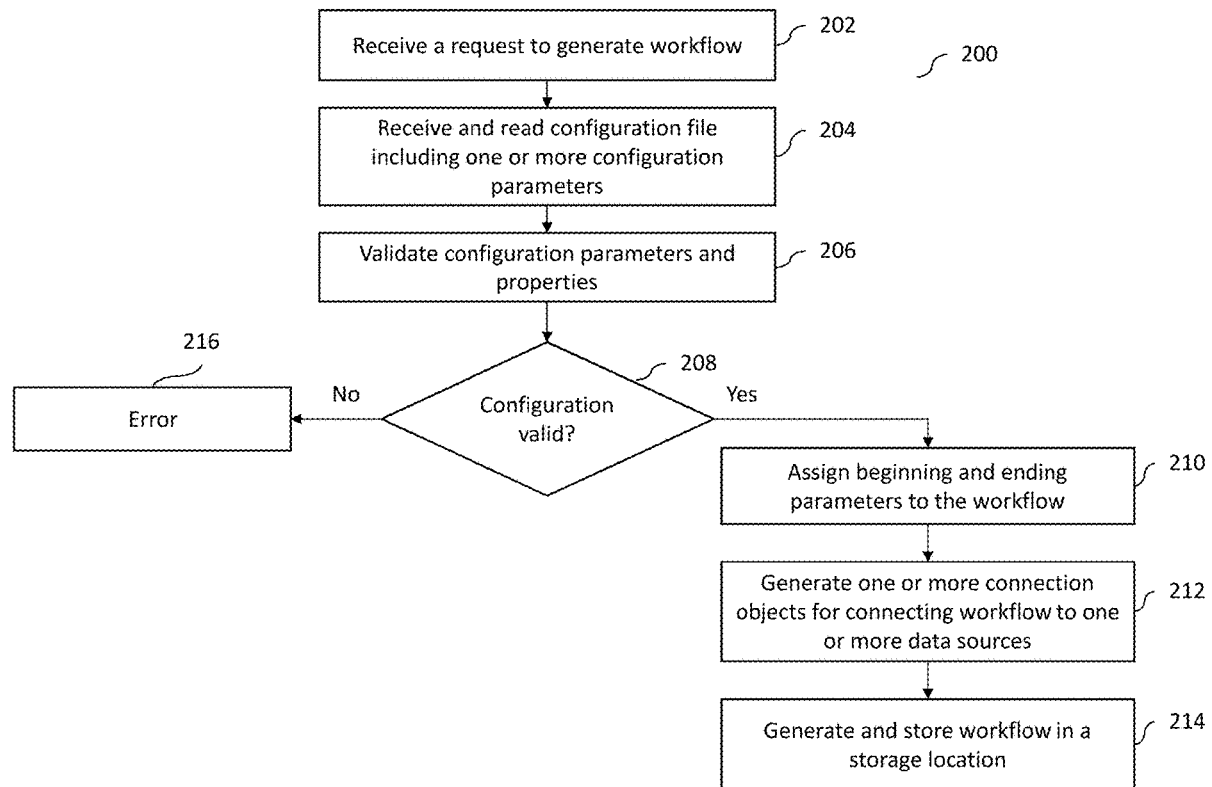 Receive a request to generate workflow
202
200
Receive and read configuration file
including one or more configuration
parameters
204
Validate configuration parameters and
properties
206
216
Error
No
208
Configuration
valid?
Yes
Assign beginning and ending
parameters to the workflow
210
Generate one or more connection
objects for connecting workflow to one
or more data sources
212
Generate and store workflow in a
storage location
214